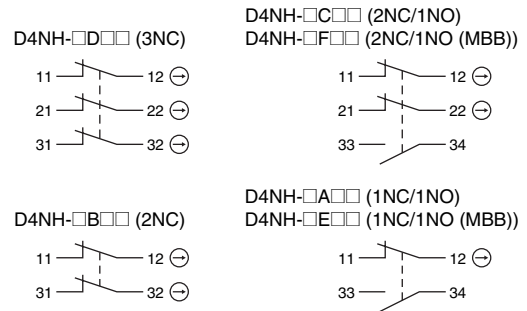 D4NH-□D□□ (3NC)
11 12
21 22
31 32
D4NH-□C□□ (2NC/1NO)
D4NH-□F□□ (2NC/1NO (MBB))
11 12
21 22
33 34
D4NH-□B□□ (2NC)
11 12
31 32
D4NH-□A□□ (1NC/1NO)
D4NH-□E□□ (1NC/1NO (MBB))
11 12
33 34